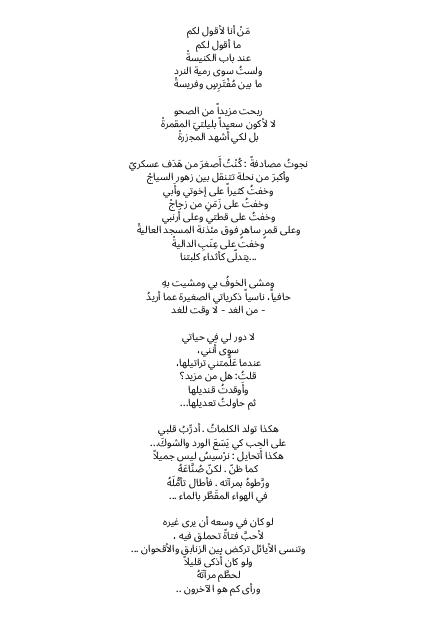 مَنْ أنا لأقول لكم
ما أقول لكم
عند باب الكنيسةْ
ولستُ سوى رمية النرد
ما بين مُفْتَرِسٍ وفريسةْ
ربحت مزيداً من الصحو
لا لأكون سعيداً بليلتيَ المقمرةْ
بل لكي أَشهد المجزرةْ
نجوتُ مصادفةً : كُنْتُ أَصغرَ من هَدَف عسكريّ
وأكبرَ من نحلة تتنقل بين زهور السياجْ
وخفتُ كثيراً على إخوتي وأبي
وخفتُ على زَمَنٍ من زجاجْ
وخفتُ على قطتي وعلى أرنبي
وعلى قمرٍ ساهرٍ فوق مئذنة المسجد العاليةْ
وخفت على عِنَبِ الداليةْ
...يتدلّى كأثداء كلبتنا
ومشى الخوفُ بي ومشيت بهِ
حافياً، ناسياً ذكرياتي الصغيرة عما أريدُ
- من الغد - لا وقت للغد
لا دور لي في حياتي
سوى أنني،
عندما عَلَّمتني تراتيلها،
قلتُ: هل من مزيد؟
وأَوقدتُ قنديلها
ثم حاولتُ تعديلها...
هكذا تولد الكلماتُ . أدرِّبُ قلبي
على الحب كي يَسَعَ الورد والشوكَ...
هكذا أتحايل : نرْسيسُ ليس جميلاً
كما ظنّ . لكنّ صُنَّاعَهُ
ورَّطوهُ بمرآته . فأطال تأمُّلَهُ
في الهواء المقَطَّر بالماء ...
لو كان في وسعه أن يرى غيره
لأحبَّ فتاةً تحملق فيه ،
وتنسى الأيائل تركض بين الزنابق والأقحوان ...
ولو كان أذكى قليلاً
لحطَّم مرآتَهُ
ورأى كم هو الآخرون ..